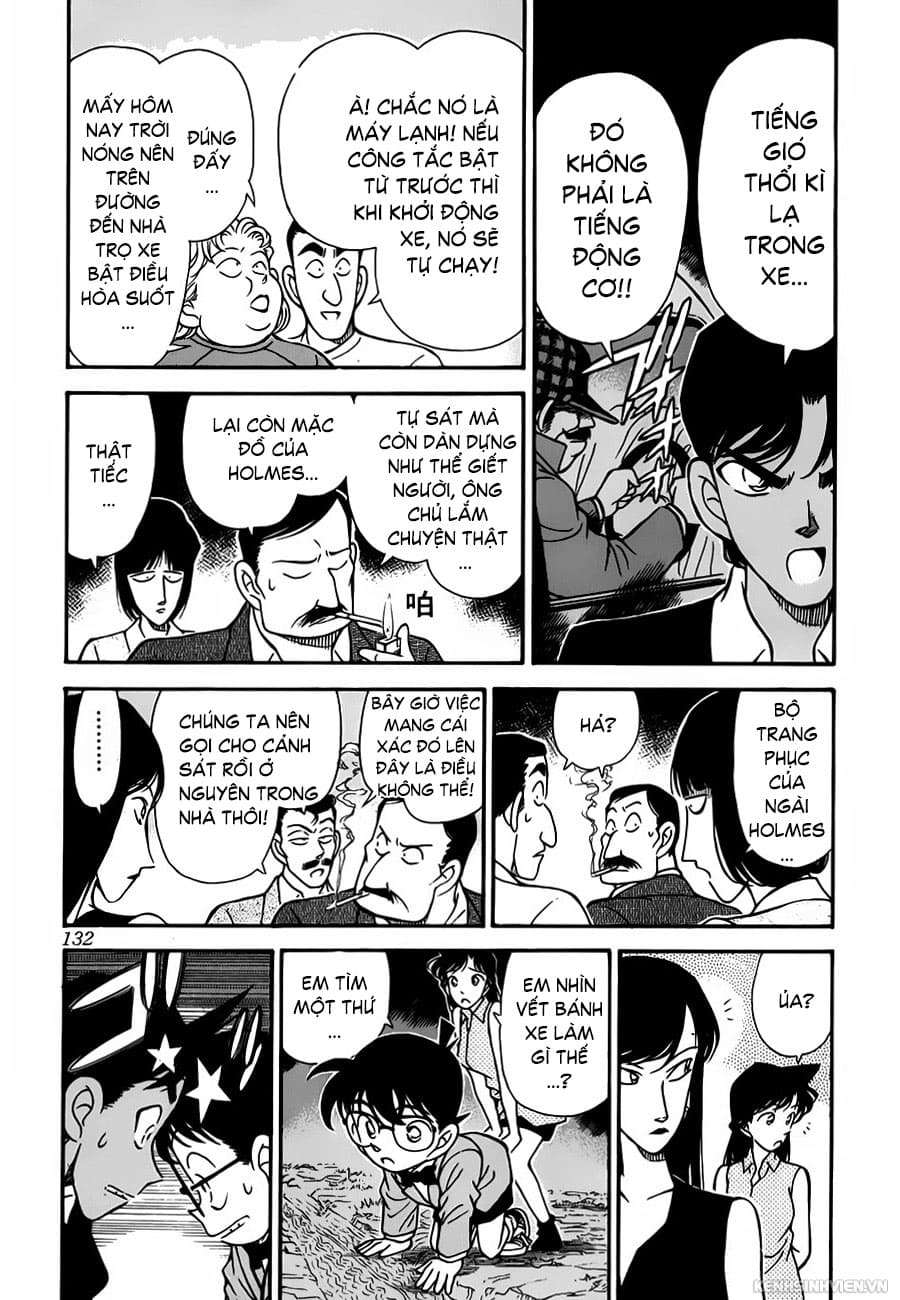 TIẾNG
GIÓ
THỔI KÌ
LẠ
TRONG
XE...
ĐÓ
KHÔNG
PHẢI LÀ
TIẾNG
ĐỘNG
CƠ!!
À! CHẮC NÓ LÀ
MÁY LẠNH! NẾU
CÔNG TẮC BẬT
TỪ TRƯỚC THÌ
KHI KHỞI ĐỘNG
XE, NÓ SẼ
TỰ CHẠY!
ĐÚNG
ĐẤY
...
MẤY HÔM
NAY TRỜI
NÓNG NÊN
TRÊN
ĐƯỜNG
ĐẾN NHÀ
TRỌ XE
BẬT ĐIỀU
HÒA SUỐT
...
TỰ SÁT MÀ
CÒN DÀN DỰNG
NHƯ THỂ GIẾT
NGƯỜI, ÔNG
CHỦ LẮM
CHUYỆN THẬT
...
LẠI CÒN MẶC
ĐỒ CỦA
HOLMES...
咱
THẬT
TIẾC
...
BỘ
TRANG
PHỤC CỦA
NGÀI
HOLMES
...
HẢ?
BÂY GIỜ VIỆC
MANG CÁI
XÁC ĐÓ LÊN
ĐÂY LÀ ĐIỀU
KHÔNG THỂ!
CHÚNG TA NÊN
GỌI CHO CẢNH
SÁT RỒI Ở
NGUYÊN TRONG
NHÀ THÔI!
........
132
ỦA?
EM NHÌN
VẾT BÁNH
XE LÀM
GÌ THẾ
...?
EM TÌM
MỘT THỨ
...
KENHSINHVIEN.VN